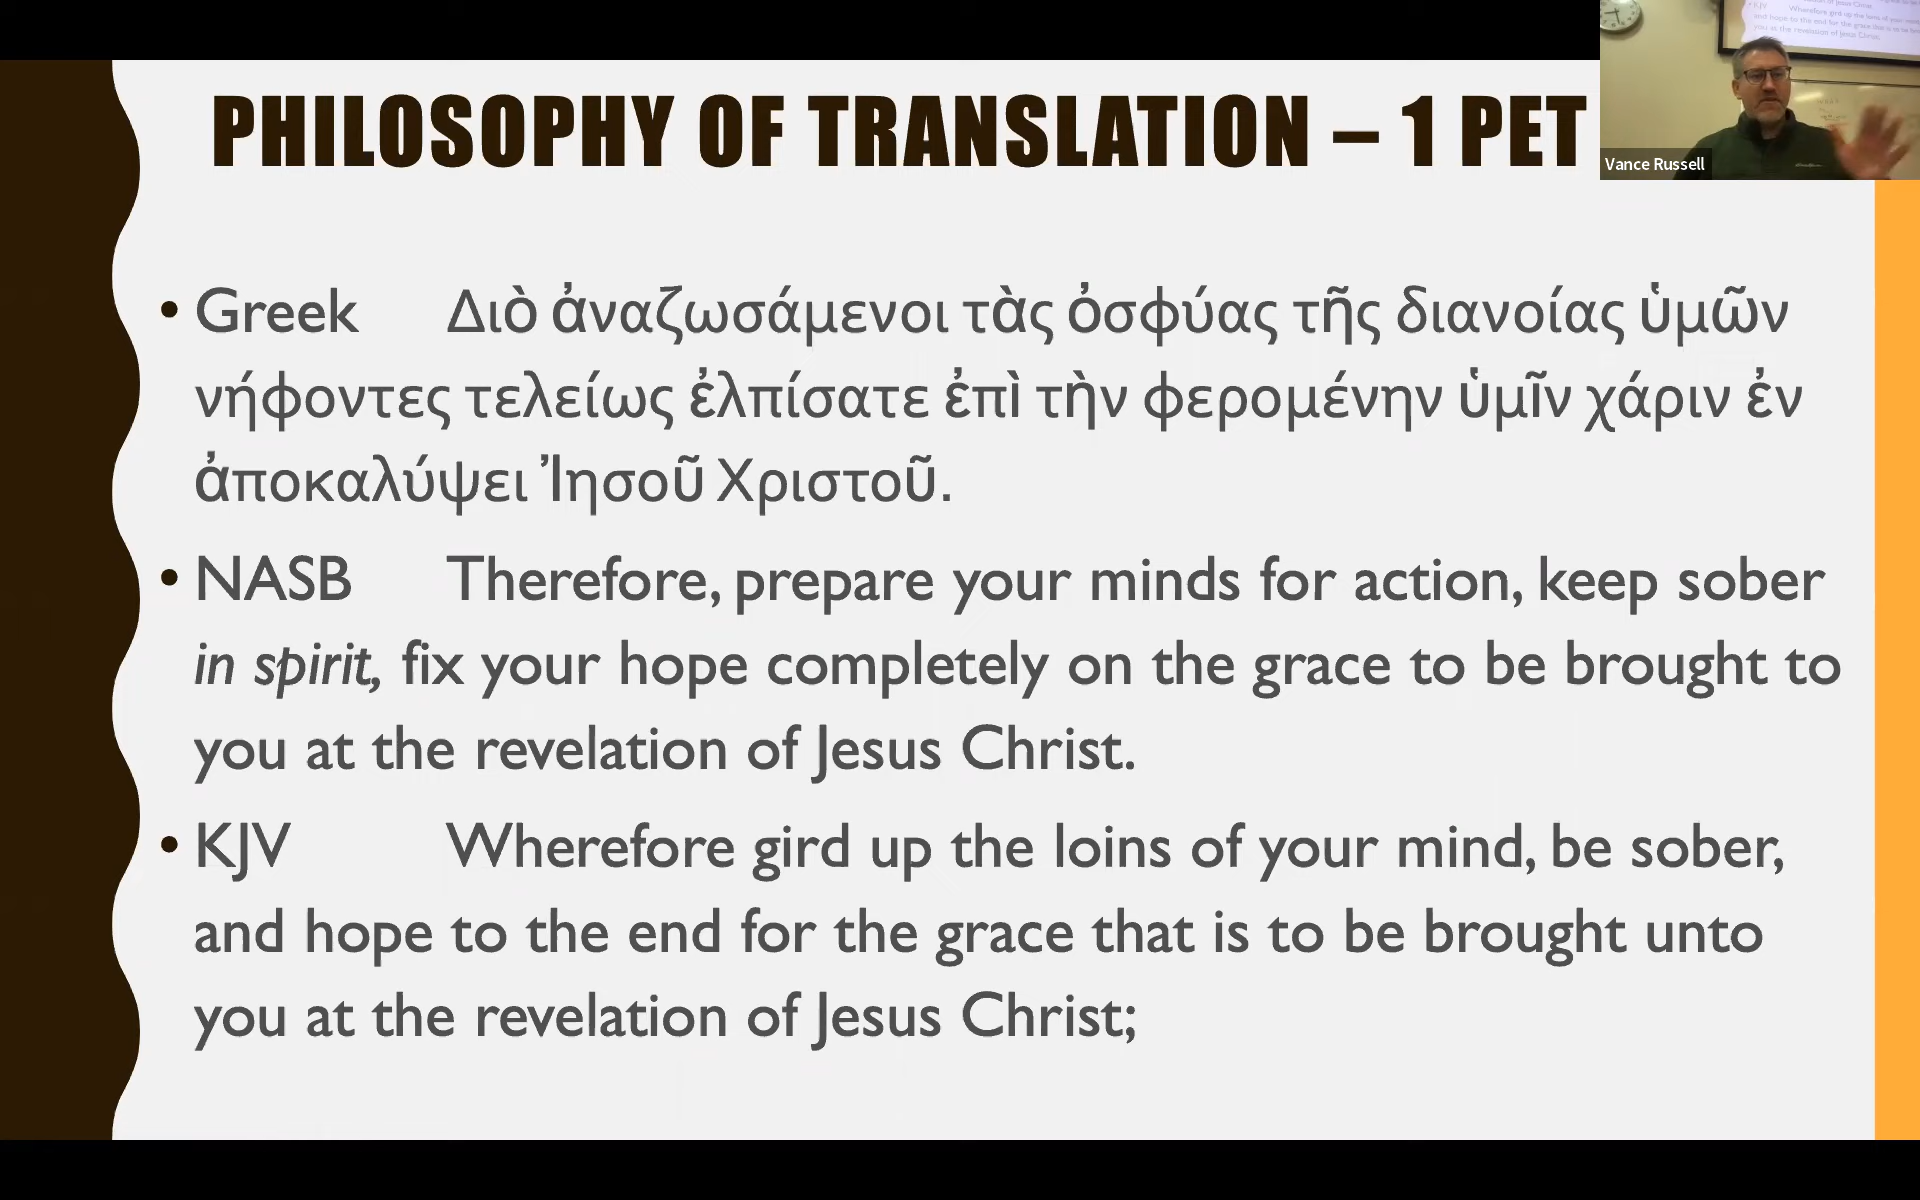 PHILOSOPHY OF TRANSLATION – 1 PET
Vance Russell
• Greek Διὸ ἀναζωσάμενοι τὰς ὀσφύας τῆς διανοίας ὑμῶν
νήφοντες τελείως ἐλπίσατε ἐπὶ τὴν φερομένην ὑμῖν χάριν ἐν
ἀποκαλύψει Ἰησοῦ Χριστοῦ.
• NASB Therefore, prepare your minds for action, keep sober
in spirit, fix your hope completely on the grace to be brought to
you at the revelation of Jesus Christ.
• KJV Wherefore gird up the loins of your mind, be sober,
and hope to the end for the grace that is to be brought unto
you at the revelation of Jesus Christ;